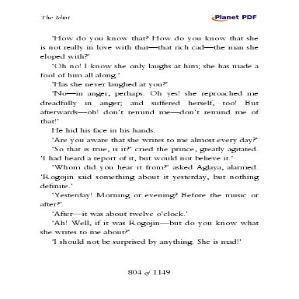 The Idiot
Planet PDF
'How do you know that? How do you know that she
is not really in love with that—that rich cad—the man she
eloped with?'
'Oh no! I know she only laughs at him; she has made a
fool of him all along.'
'Has she never laughed at you?'
'No—in anger, perhaps. Oh yes! she reproached me
dreadfully in anger; and suffered herself, too! But
afterwards—oh! don't remind me—don't remind me of
that!'
He hid his face in his hands.
'Are you aware that she writes to me almost every day?'
'So that is true, is it?' cried the prince, greatly agitated.
'I had heard a report of it, but would not believe it.'
'Whom did you hear it from?' asked Aglaya, alarmed.
'Rogojin said something about it yesterday, but nothing
definite.'
'Yesterday! Morning or evening? Before the music or
after?'
'After—it was about twelve o'clock.'
'Ah! Well, if it was Rogojin—but do you know what
she writes to me about?'
'I should not be surprised by anything. She is mad!'
804 of 1149